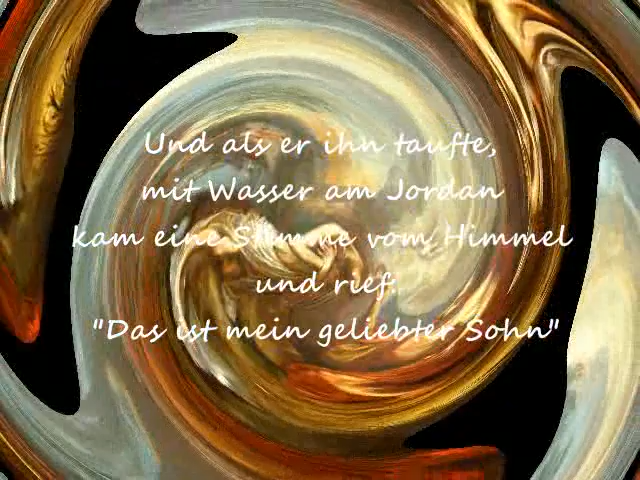 Und als er ihn taufte,
mit Wasser am Jordan
kam eine Stimme vom Himmel
und rief:
"Das ist mein geliebter Sohn"